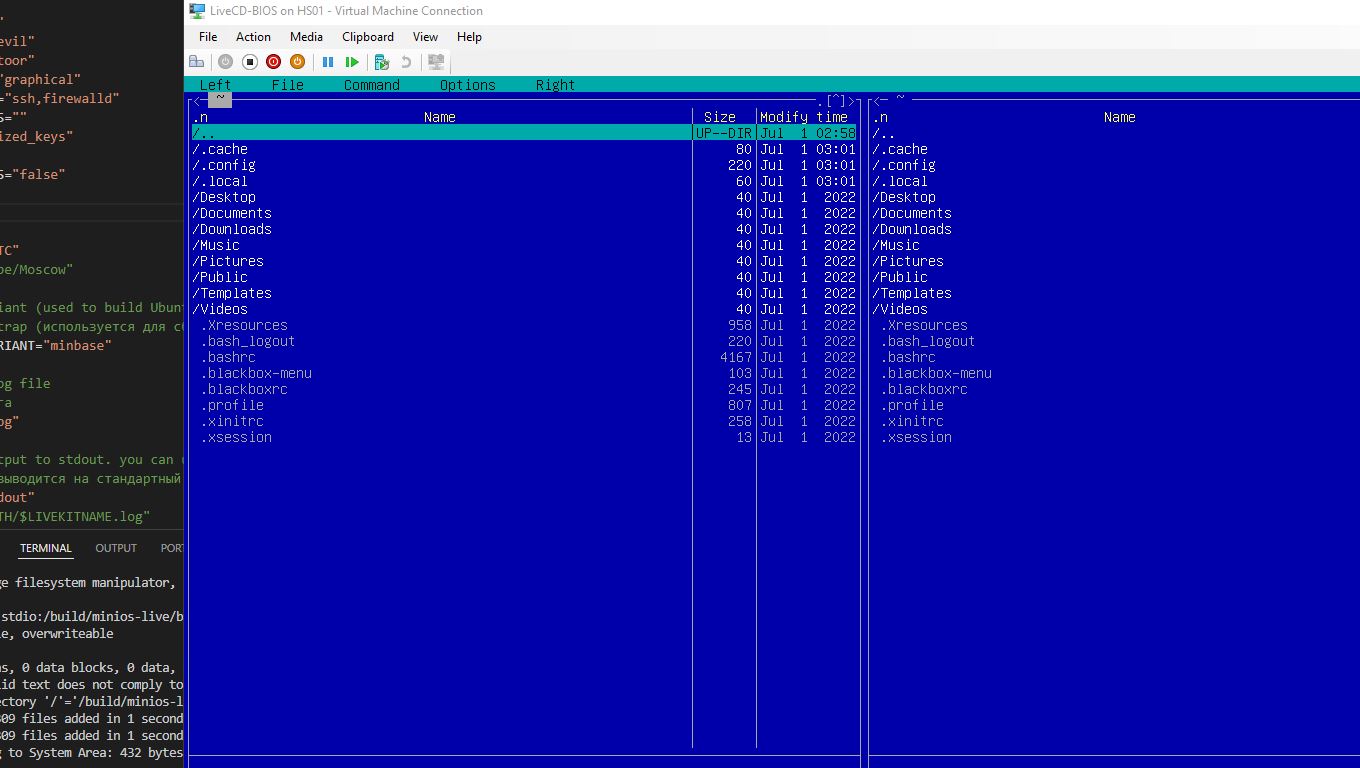 "
evil"
toor"
"graphical"
="ssh,firewalld"
S=""
ized_keys"
S="false"
TC"
pe/Moscow"
iant (used to build Ubunt
trap (используется для сб
RIANT="minbase"
og file
га
og"
tput to stdout. you can u
выводится на стандартный
dout"
TH/$LIVEKITNAME.log"
TERMINAL OUTPUT PORT
ge filesystem manipulator,
stdio:/build/minios-live/b
le, overwriteable
ns, 0 data blocks, 0 data,
lid text does not comply to
ectory '/'='/build/minios-l
309 files added in 1 second
309 files added in 1 second
g to System Area: 432 bytes
LiveCD-BIOS on HS01 - Virtual Machine Connection
File Action Media Clipboard View Help
Left File Command Options Right
<─ ~ .[^]>
.n Name Size Modify time
/.. UP--DIR Jul 1 02:58
/.cache 80 Jul 1 03:01
/.config 220 Jul 1 03:01
/.local 60 Jul 1 03:01
/Desktop 40 Jul 1 2022
/Documents 40 Jul 1 2022
/Downloads 40 Jul 1 2022
/Music 40 Jul 1 2022
/Pictures 40 Jul 1 2022
/Public 40 Jul 1 2022
/Templates 40 Jul 1 2022
/Videos 40 Jul 1 2022
.Xresources 958 Jul 1 2022
.bash_logout 220 Jul 1 2022
.bashrc 4167 Jul 1 2022
.blackbox-menu 103 Jul 1 2022
.blackboxrc 245 Jul 1 2022
.profile 807 Jul 1 2022
.xinitrc 258 Jul 1 2022
.xsession 13 Jul 1 2022
<─ ~
.n Name
/..
/.cache
/.config
/.local
/Desktop
/Documents
/Downloads
/Music
/Pictures
/Public
/Templates
/Videos
.Xresources
.bash_logout
.bashrc
.blackbox-menu
.blackboxrc
.profile
.xinitrc
.xsession